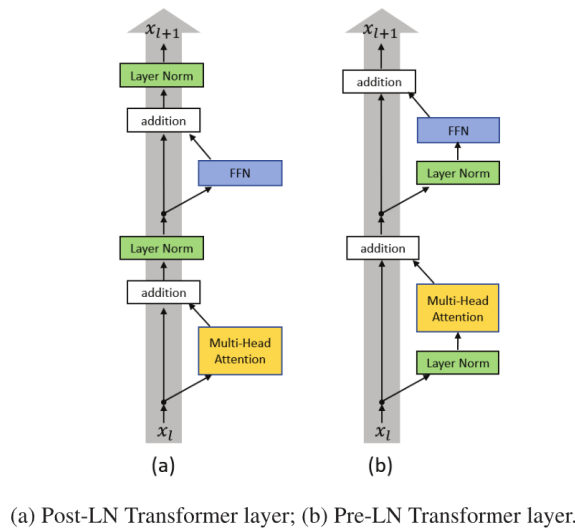 x_{l+1}
Layer Norm
addition
FFN
Layer Norm
addition
Multi-Head
Attention
x_l
(a)
x_{l+1}
addition
FFN
Layer Norm
addition
Multi-Head
Attention
Layer Norm
x_l
(b)
(a) Post-LN Transformer layer; (b) Pre-LN Transformer layer.